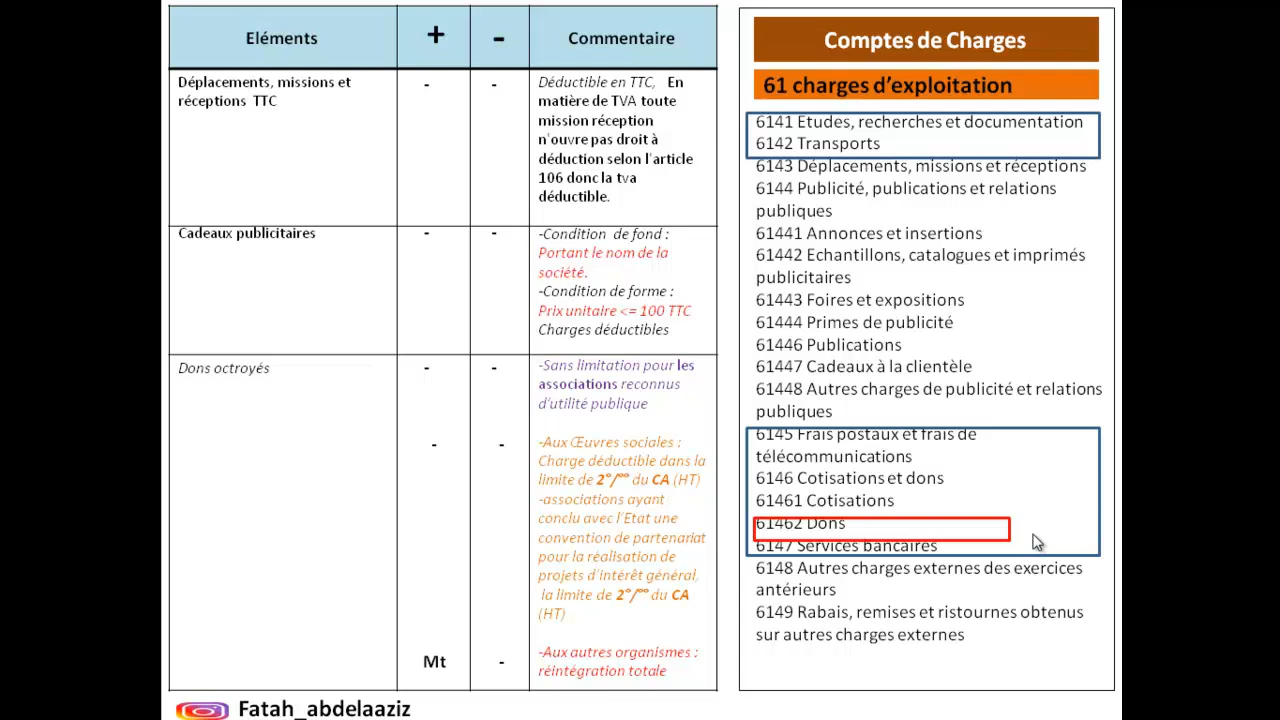 Eléments + - Commentaire
Déplacements, missions et
réceptions TTC
- -
Déductible en TTC, En
matière de TVA toute
mission réception
n'ouvre pas droit à
déduction selon l'article
106 donc la tva
déductible.
Cadeaux publicitaires
- -
-Condition de fond :
Portant le nom de la
société.
-Condition de forme :
Prix unitaire <= 100 TTC
Charges déductibles
Dons octroyés
- -
-Sans limitation pour les
associations reconnus
d'utilité publique
- -
-Aux Œuvres sociales :
Charge déductible dans la
limite de 2°/°° du CA (HT)
-associations ayant
conclu avec l'Etat une
convention de partenariat
pour la réalisation de
projets d'intérêt général,
la limite de 2°/°° du CA
(HT)
Mt -
-Aux autres organismes :
réintégration totale
Fatah_abdelaaziz
Comptes de Charges
61 charges d'exploitation
6141 Etudes, recherches et documentation
6142 Transports
6143 Déplacements, missions et réceptions
6144 Publicité, publications et relations
publiques
61441 Annonces et insertions
61442 Echantillons, catalogues et imprimés
publicitaires
61443 Foires et expositions
61444 Primes de publicité
61446 Publications
61447 Cadeaux à la clientèle
61448 Autres charges de publicité et relations
publiques
6145 Frais postaux et frais de
télécommunications
6146 Cotisations et dons
61461 Cotisations
61462 Dons
6147 Services bancaires
6148 Autres charges externes des exercices
antérieurs
6149 Rabais, remises et ristournes obtenus
sur autres charges externes